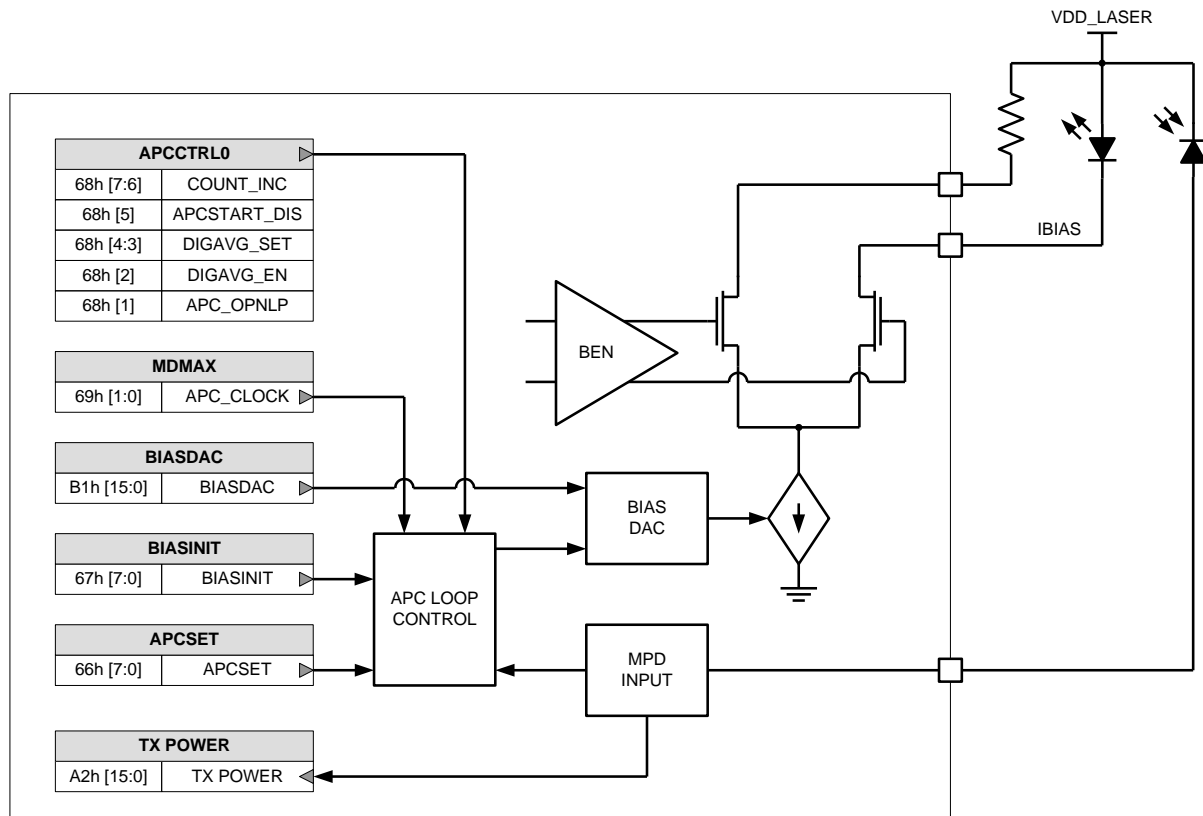 VDD_LASER
APCCTRL0
68h [7:6] COUNT_INC
68h [5] APCSTART_DIS
68h [4:3] DIGAVG_SET
68h [2] DIGAVG_EN
68h [1] APC_OPNLP
IBIAS
BEN
MDMAX
69h [1:0] APC_CLOCK
BIASDAC
B1h [15:0] BIASDAC
BIAS
DAC
BIASINIT
67h [7:0] BIASINIT
APC LOOP
CONTROL
APCSET
66h [7:0] APCSET
MPD
INPUT
TX POWER
A2h [15:0] TX POWER